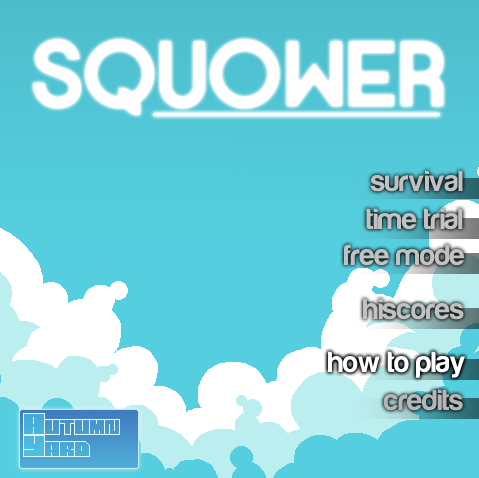 SQUOWER
survival
time trial
free mode
hiscores
how to play
credits
AUTUMN
YARD